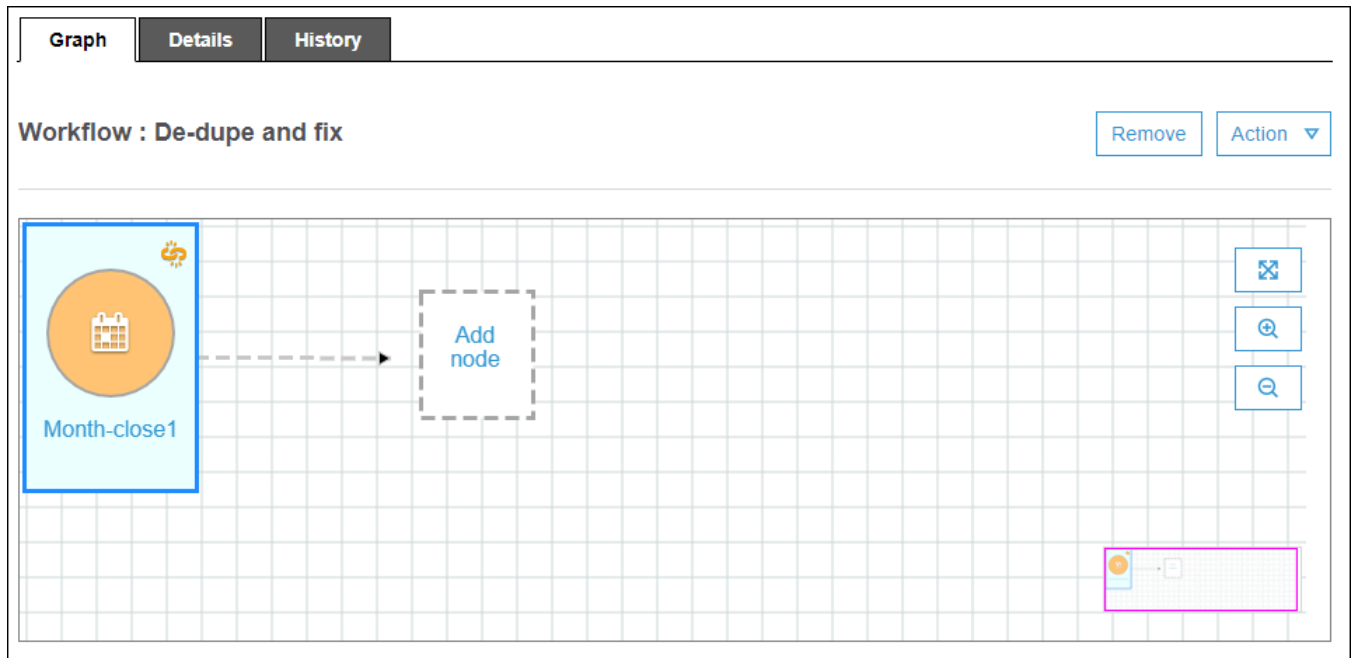 Graph Details History
Workflow : De-dupe and fix
Remove Action
Add
node
Month-close1